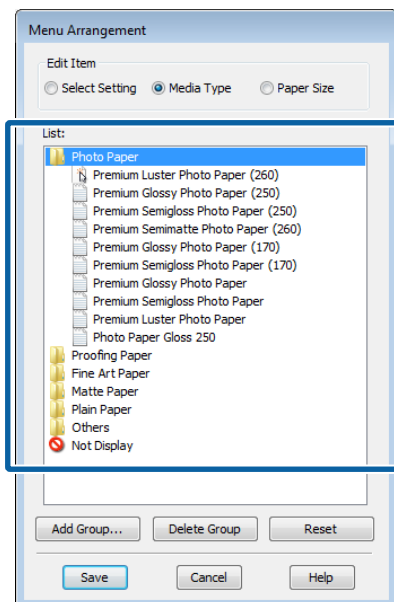 Menu Arrangement
Edit Item
Select Setting Media Type Paper Size
List:
Photo Paper
Premium Luster Photo Paper (260)
Premium Glossy Photo Paper (250)
Premium Semigloss Photo Paper (250)
Premium Semimatte Photo Paper (260)
Premium Glossy Photo Paper (170)
Premium Semigloss Photo Paper (170)
Premium Glossy Photo Paper
Premium Semigloss Photo Paper
Premium Luster Photo Paper
Photo Paper Gloss 250
Proofing Paper
Fine Art Paper
Matte Paper
Plain Paper
Others
Not Display
Add Group... Delete Group Reset
Save Cancel Help